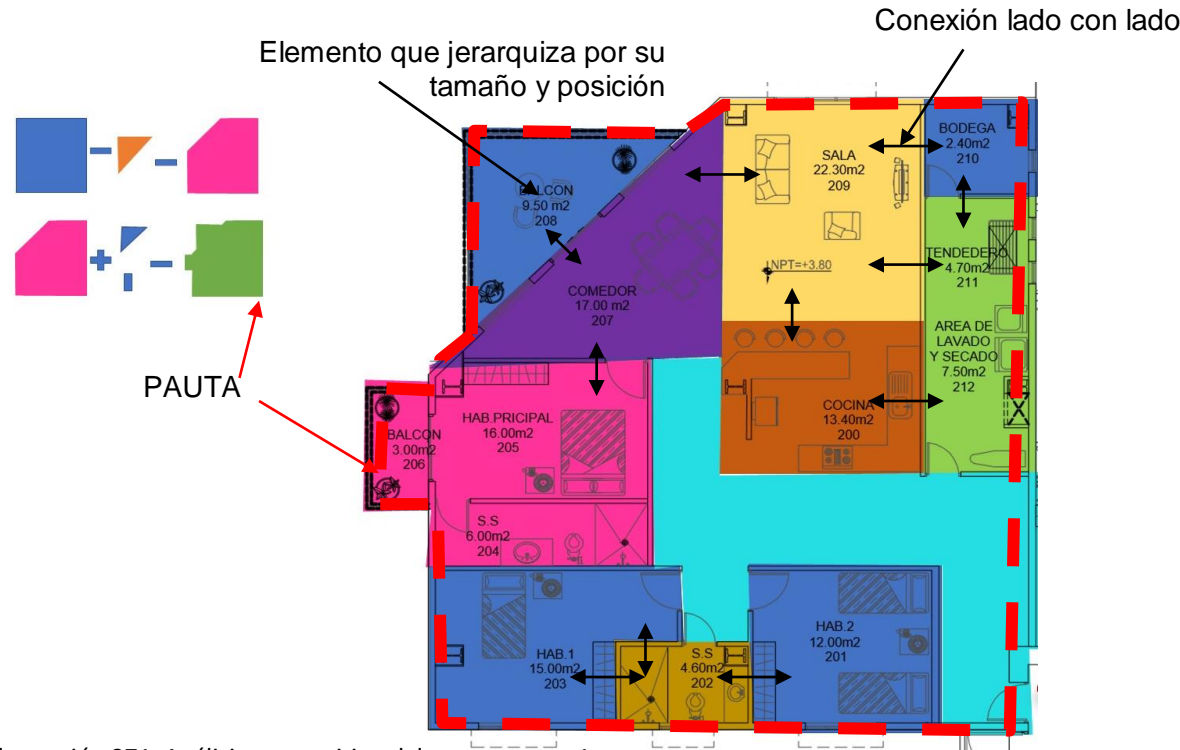 Conexión lado con lado
Elemento que jerarquiza por su
tamaño y posición
BODEGA
2.40m2
210
SALA
22.30m2
209
BALCON
9.50 m2
208
TENDEDERO
4.70m2
211
NPT=+3.80
COMEDOR
17.00 m2
207
AREA DE
LAVADO
Y SECADO
7.50m2
212
PAUTA
HAB.PRICIPAL
16.00m2
205
COCINA
13.40m2
200
BALCON
3.00m2
206
S.S
6.00m2
204
HAB.1
15.00m2
203
S.S
4.60m2
202
HAB.2
12.00m2
201